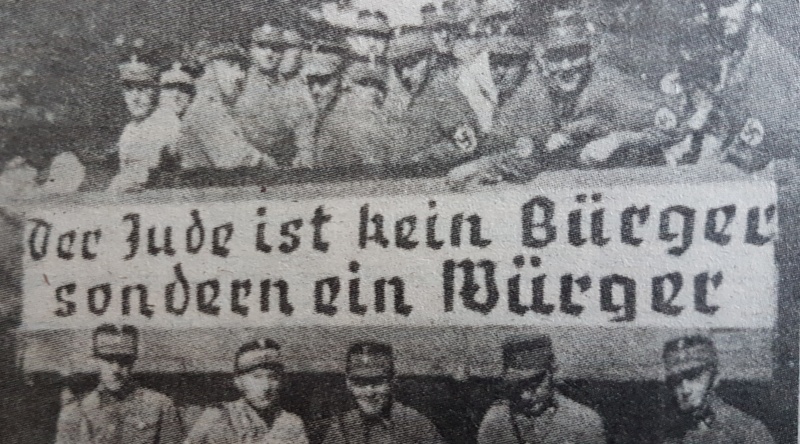 Der Jude ist kein Bürger
sondern ein Würger